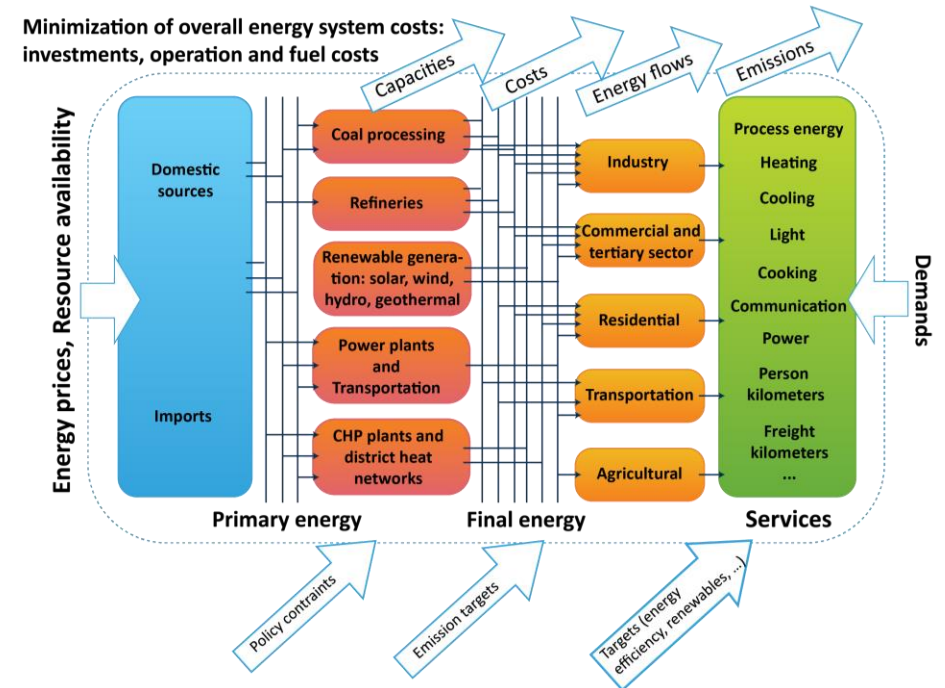 Minimization of overall energy system costs:
investments, operation and fuel costs
Capacities
Costs
Energy flows
Emissions
Energy prices, Resource availability
Domestic
sources
Imports
Coal processing
Refineries
Renewable genera-
tion: solar, wind,
hydro, geothermal
Power plants
and
Transportation
CHP plants and
district heat
networks
Industry
Commercial and
tertiary sector
Residential
Transportation
Agricultural
Process energy
Heating
Cooling
Light
Cooking
Communication
Power
Person
kilometers
Freight
kilometers
...
Demands
Primary energy
Final energy
Services
Policy contraints
Emission targets
Targets (energy
efficiency, renewables, ...)